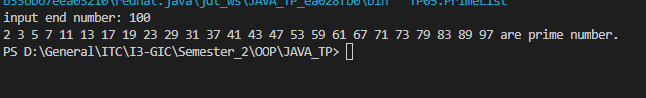 input end number: 100
2 3 5 7 11 13 17 19 23 29 31 37 41 43 47 53 59 61 67 71 73 79 83 89 97 are prime number.
PS D:\General\ITC\I3-GIC\Semester_2\OOP\JAVA_TP>